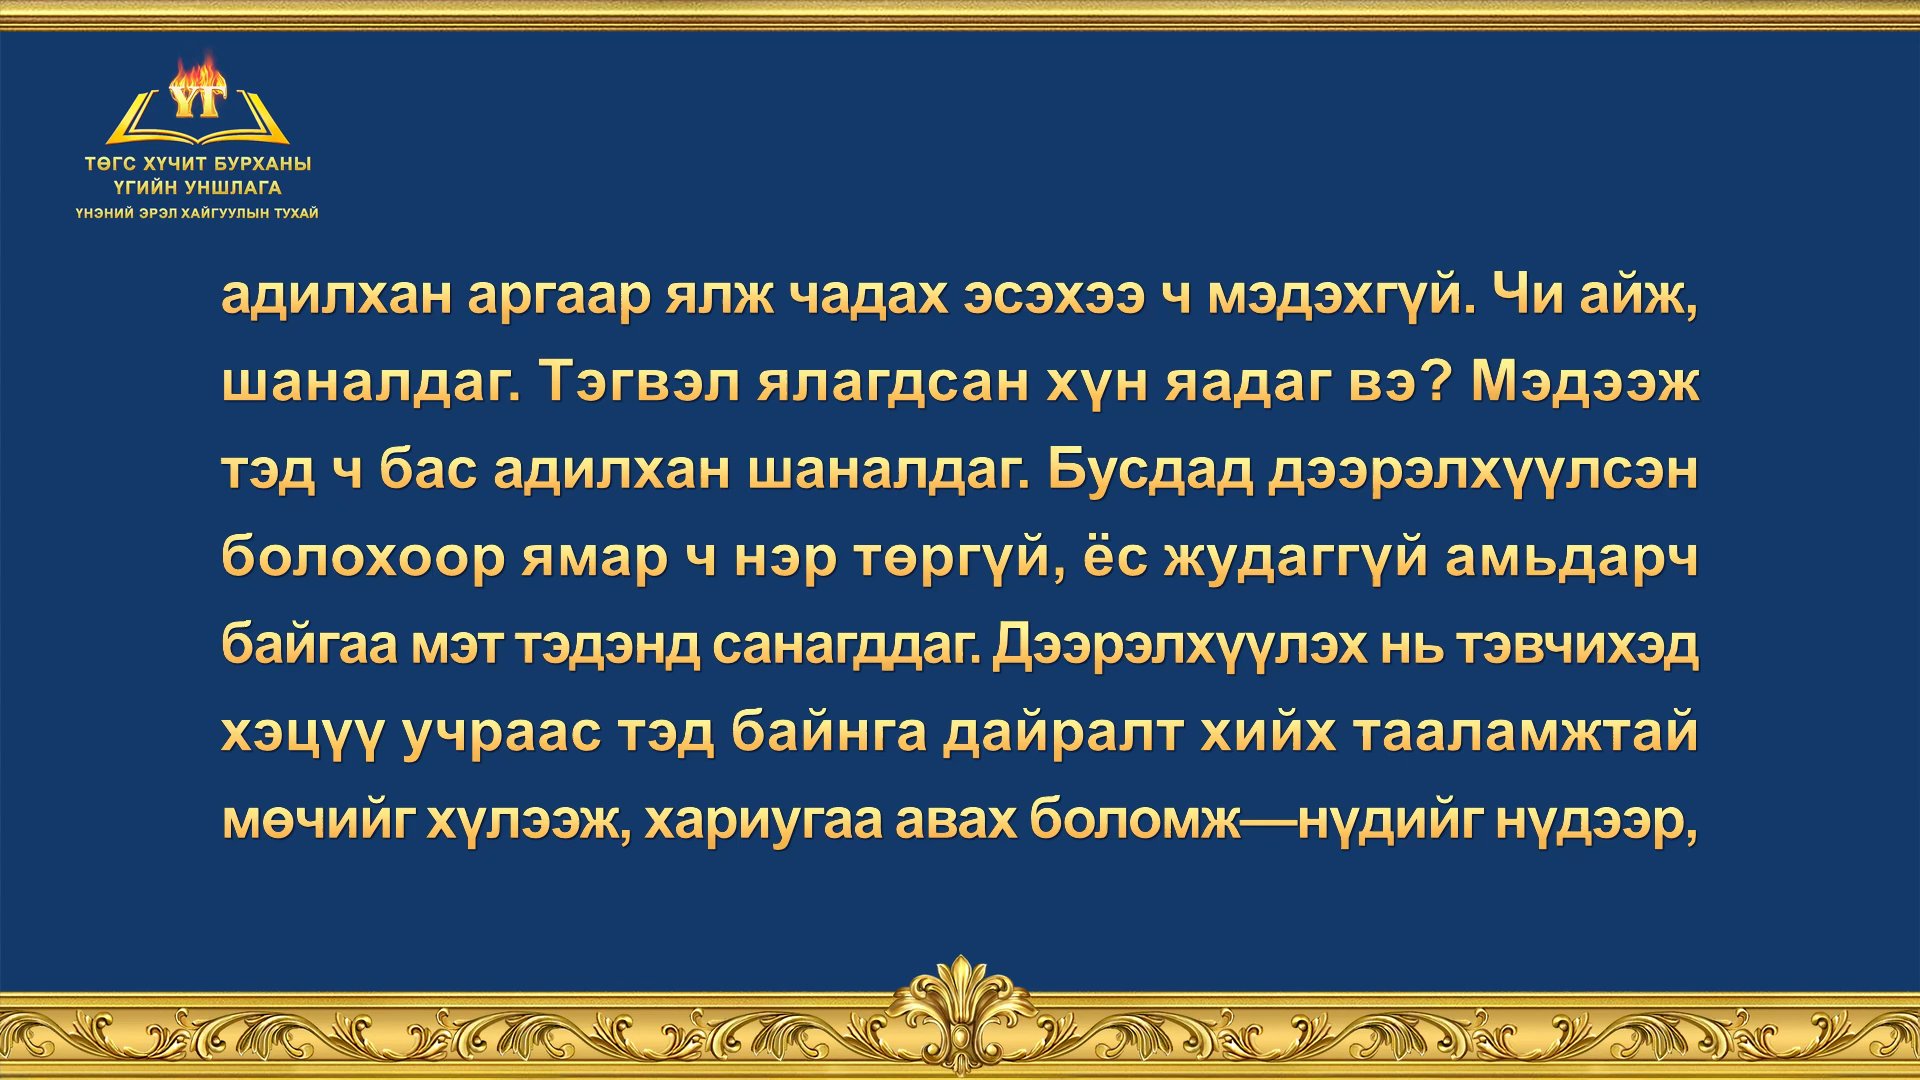 ҮГ
ТӨГС ХҮЧИТ БУРХАНЫ
ҮГИЙН УНШЛАГА
ҮНЭНИЙ ЭРЭЛ ХАЙГУУЛЫН ТУХАЙ
адилхан аргаар ялж чадах эсэхээ ч мэдэхгүй. Чи айж,
шаналдаг. Тэгвэл ялагдсан хүн яадаг вэ? Мэдээж
тэд ч бас адилхан шаналдаг. Бусдад дээрэлхүүлсэн
болохоор ямар ч нэр төргүй, ёс жудаггүй амьдарч
байгаа мэт тэдэнд санагддаг. Дээрэлхүүлэх нь тэвчихэд
хэцүү учраас тэд байнга дайралт хийх тааламжтай
мөчийг хүлээж, хариугаа авах боломж—нүдийг нүдээр,